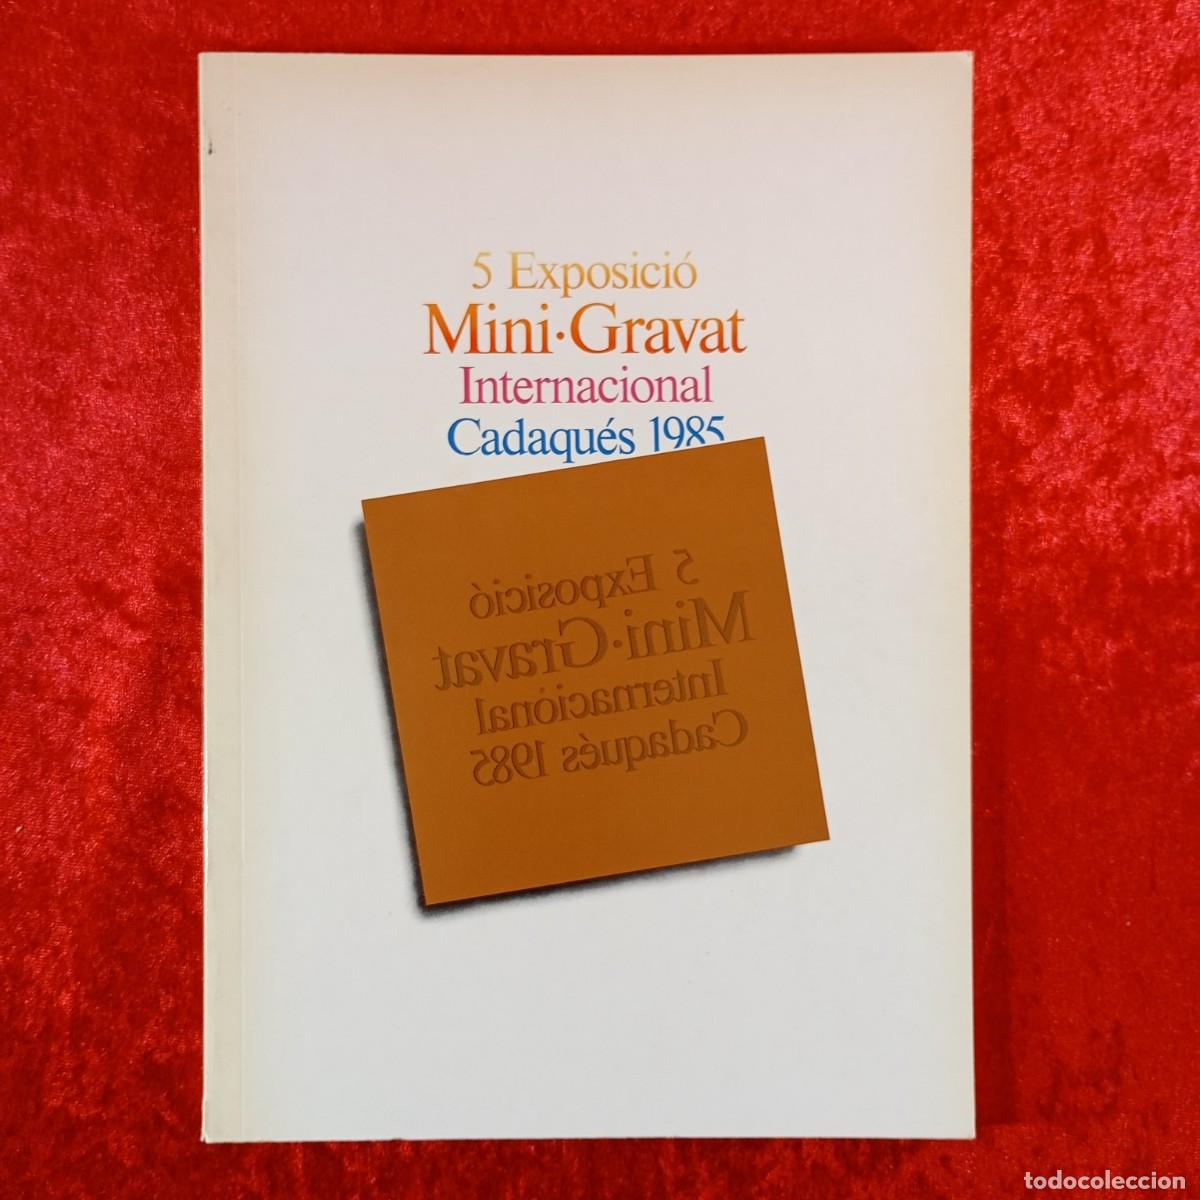 5 Exposició
Mini·Gravat
Internacional
Cadaqués 1985
5 Exposició
Mini·Gravat
Internacional
Cadaqués 1985
todocoleccion